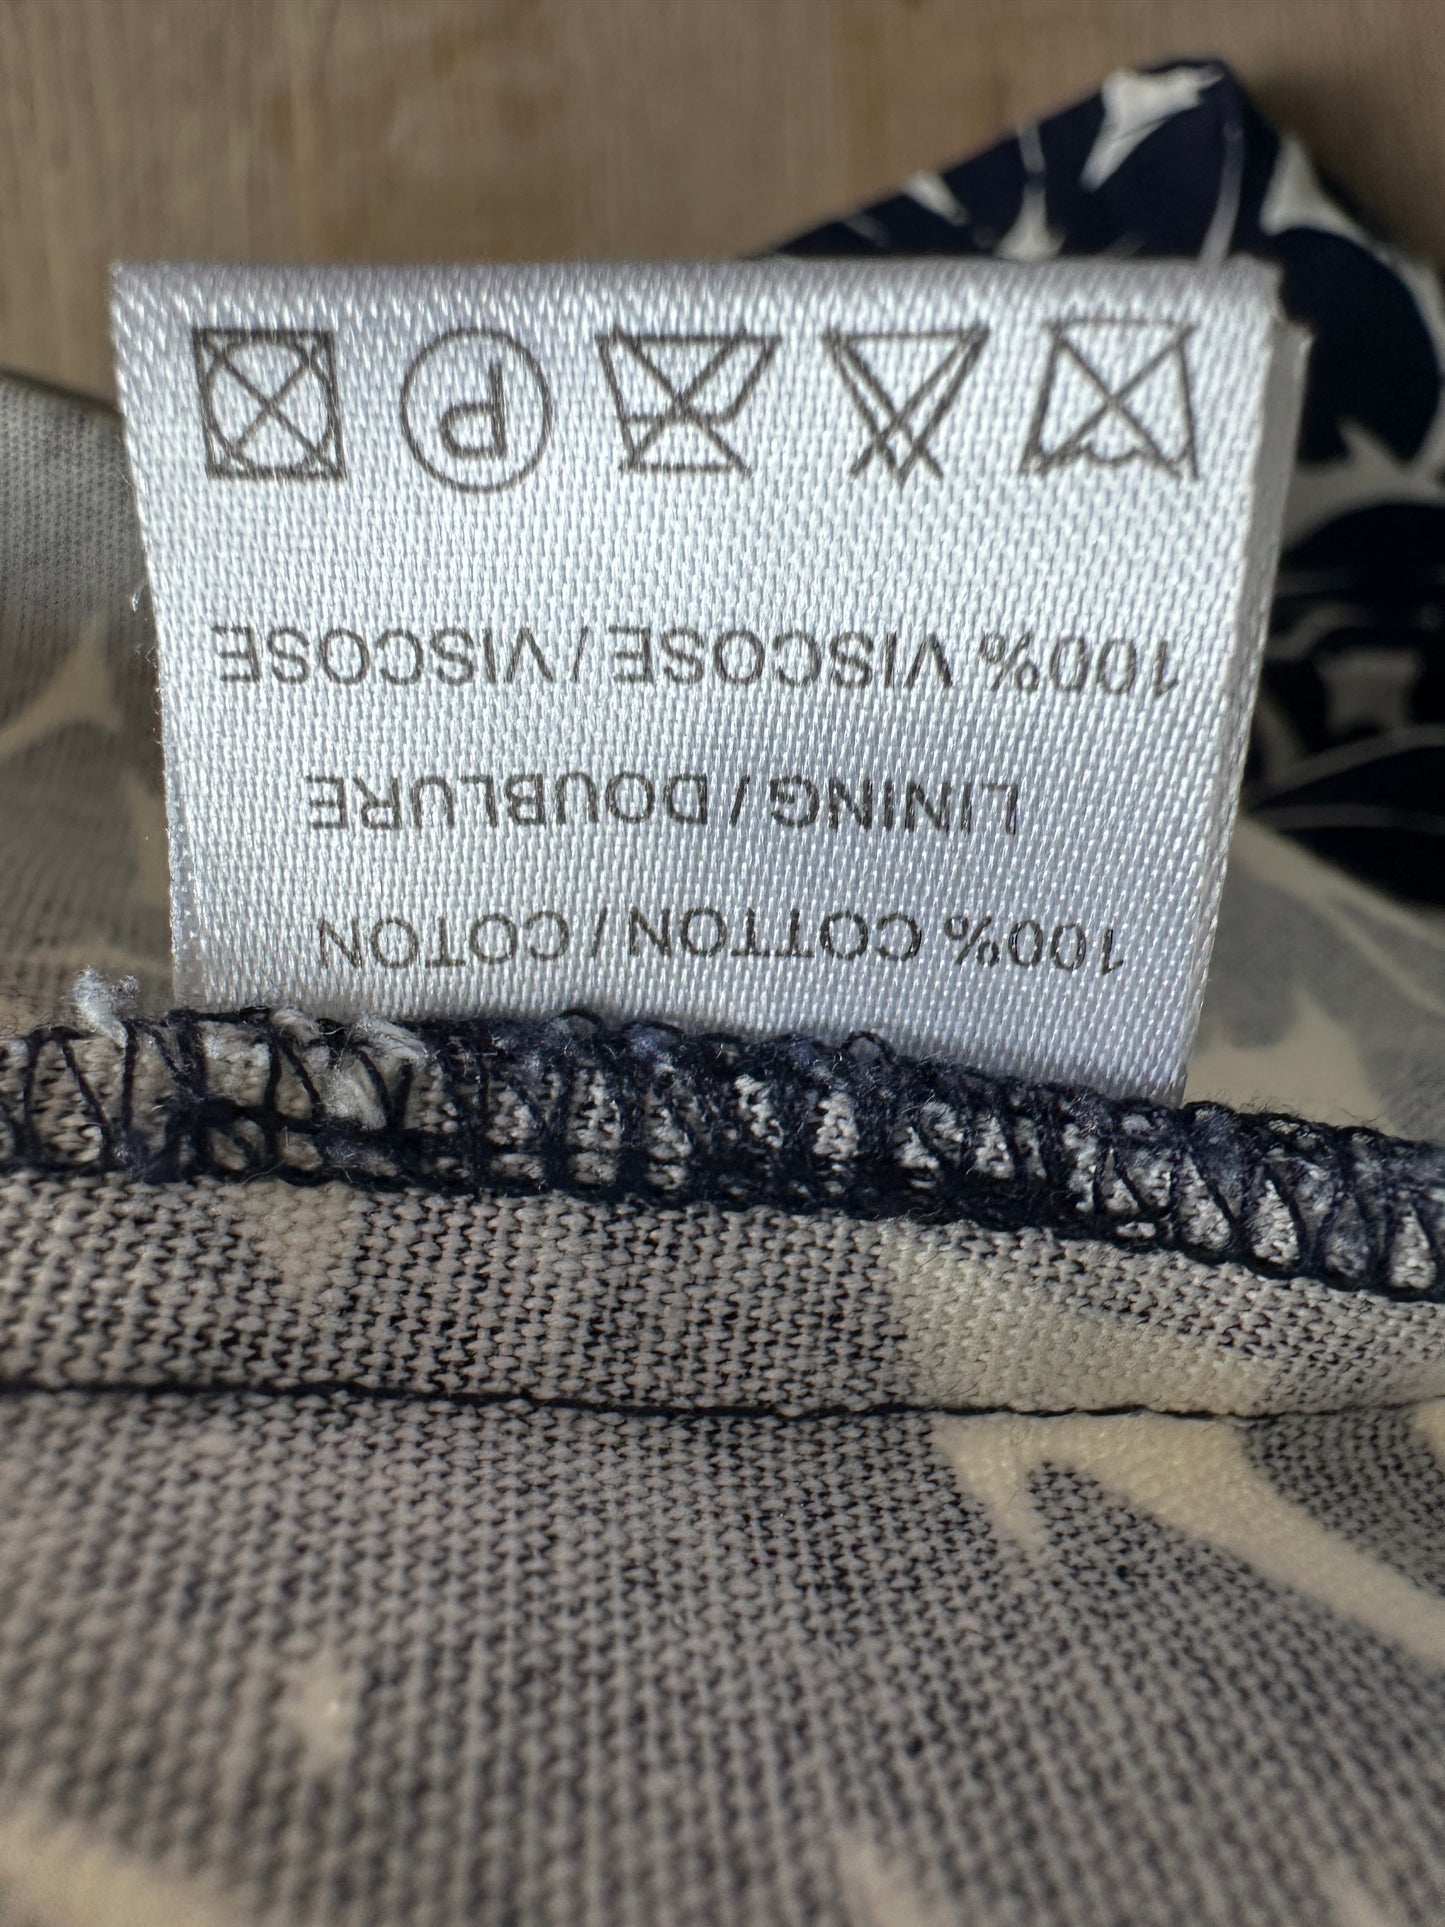 100% COTTON / COTON
LINING / DOUBLURE
100% VISCOSE / VISCOSE
P